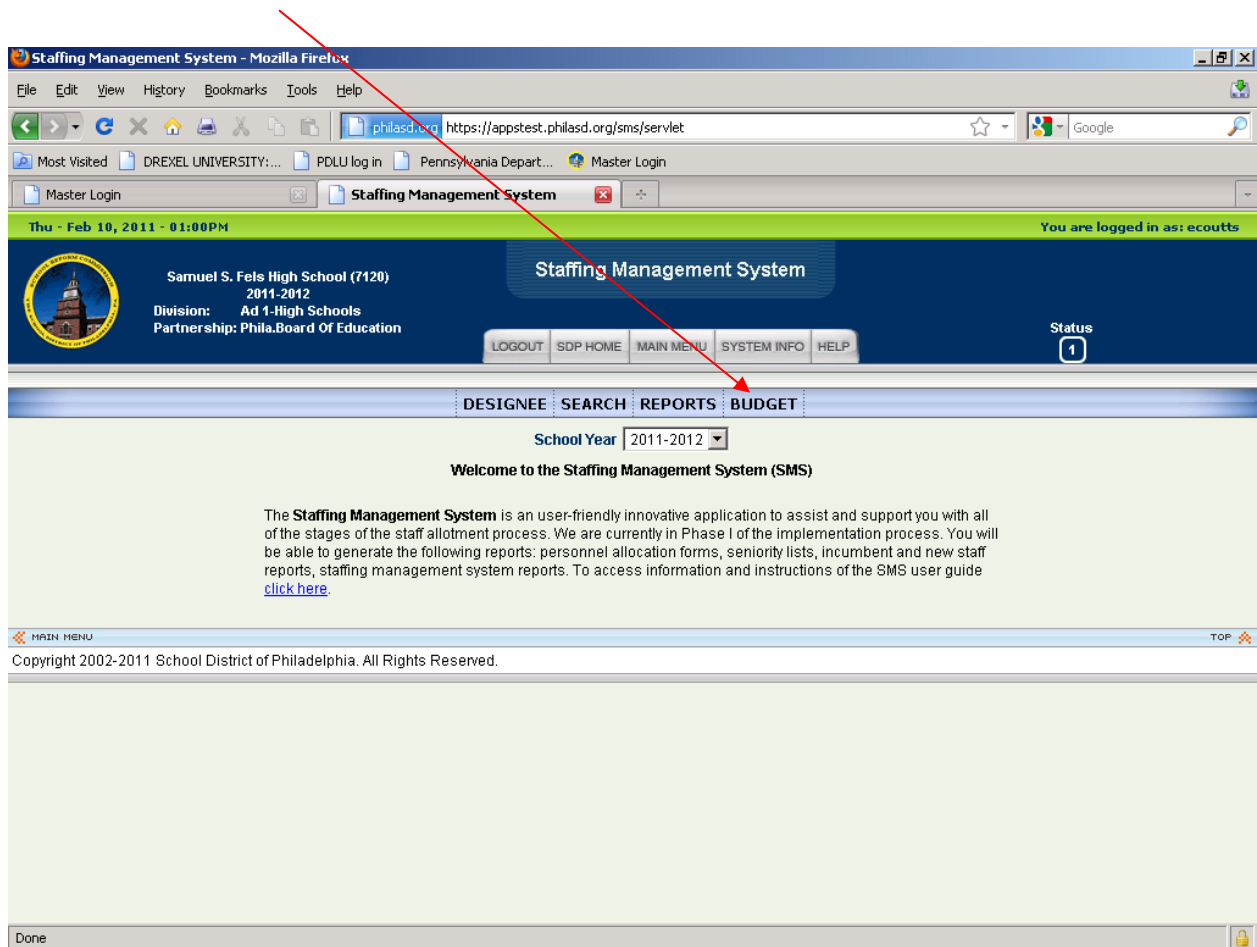 Staffing Management System - Mozilla Firefox
File Edit View History Bookmarks Tools Help
philasd.org https://appstest.philasd.org/sms/servlet Google
Most Visited DREXEL UNIVERSITY:... PDLU log in Pennsylvania Depart... Master Login
Master Login Staffing Management System
Thu - Feb 10, 2011 - 01:00PM You are logged in as: ecoutts
Staffing Management System
Samuel S. Fels High School (7120)
2011-2012
Division: Ad 1-High Schools
Partnership: Phila.Board Of Education
Status
1
LOGOUT SDP HOME MAIN MENU SYSTEM INFO HELP
DESIGNEE SEARCH REPORTS BUDGET
School Year 2011-2012
Welcome to the Staffing Management System (SMS)
The Staffing Management System is an user-friendly innovative application to assist and support you with all
of the stages of the staff allotment process. We are currently in Phase I of the implementation process. You will
be able to generate the following reports: personnel allocation forms, seniority lists, incumbent and new staff
reports, staffing management system reports. To access information and instructions of the SMS user guide
click here.
MAIN MENU TOP
Copyright 2002-2011 School District of Philadelphia. All Rights Reserved.
Done